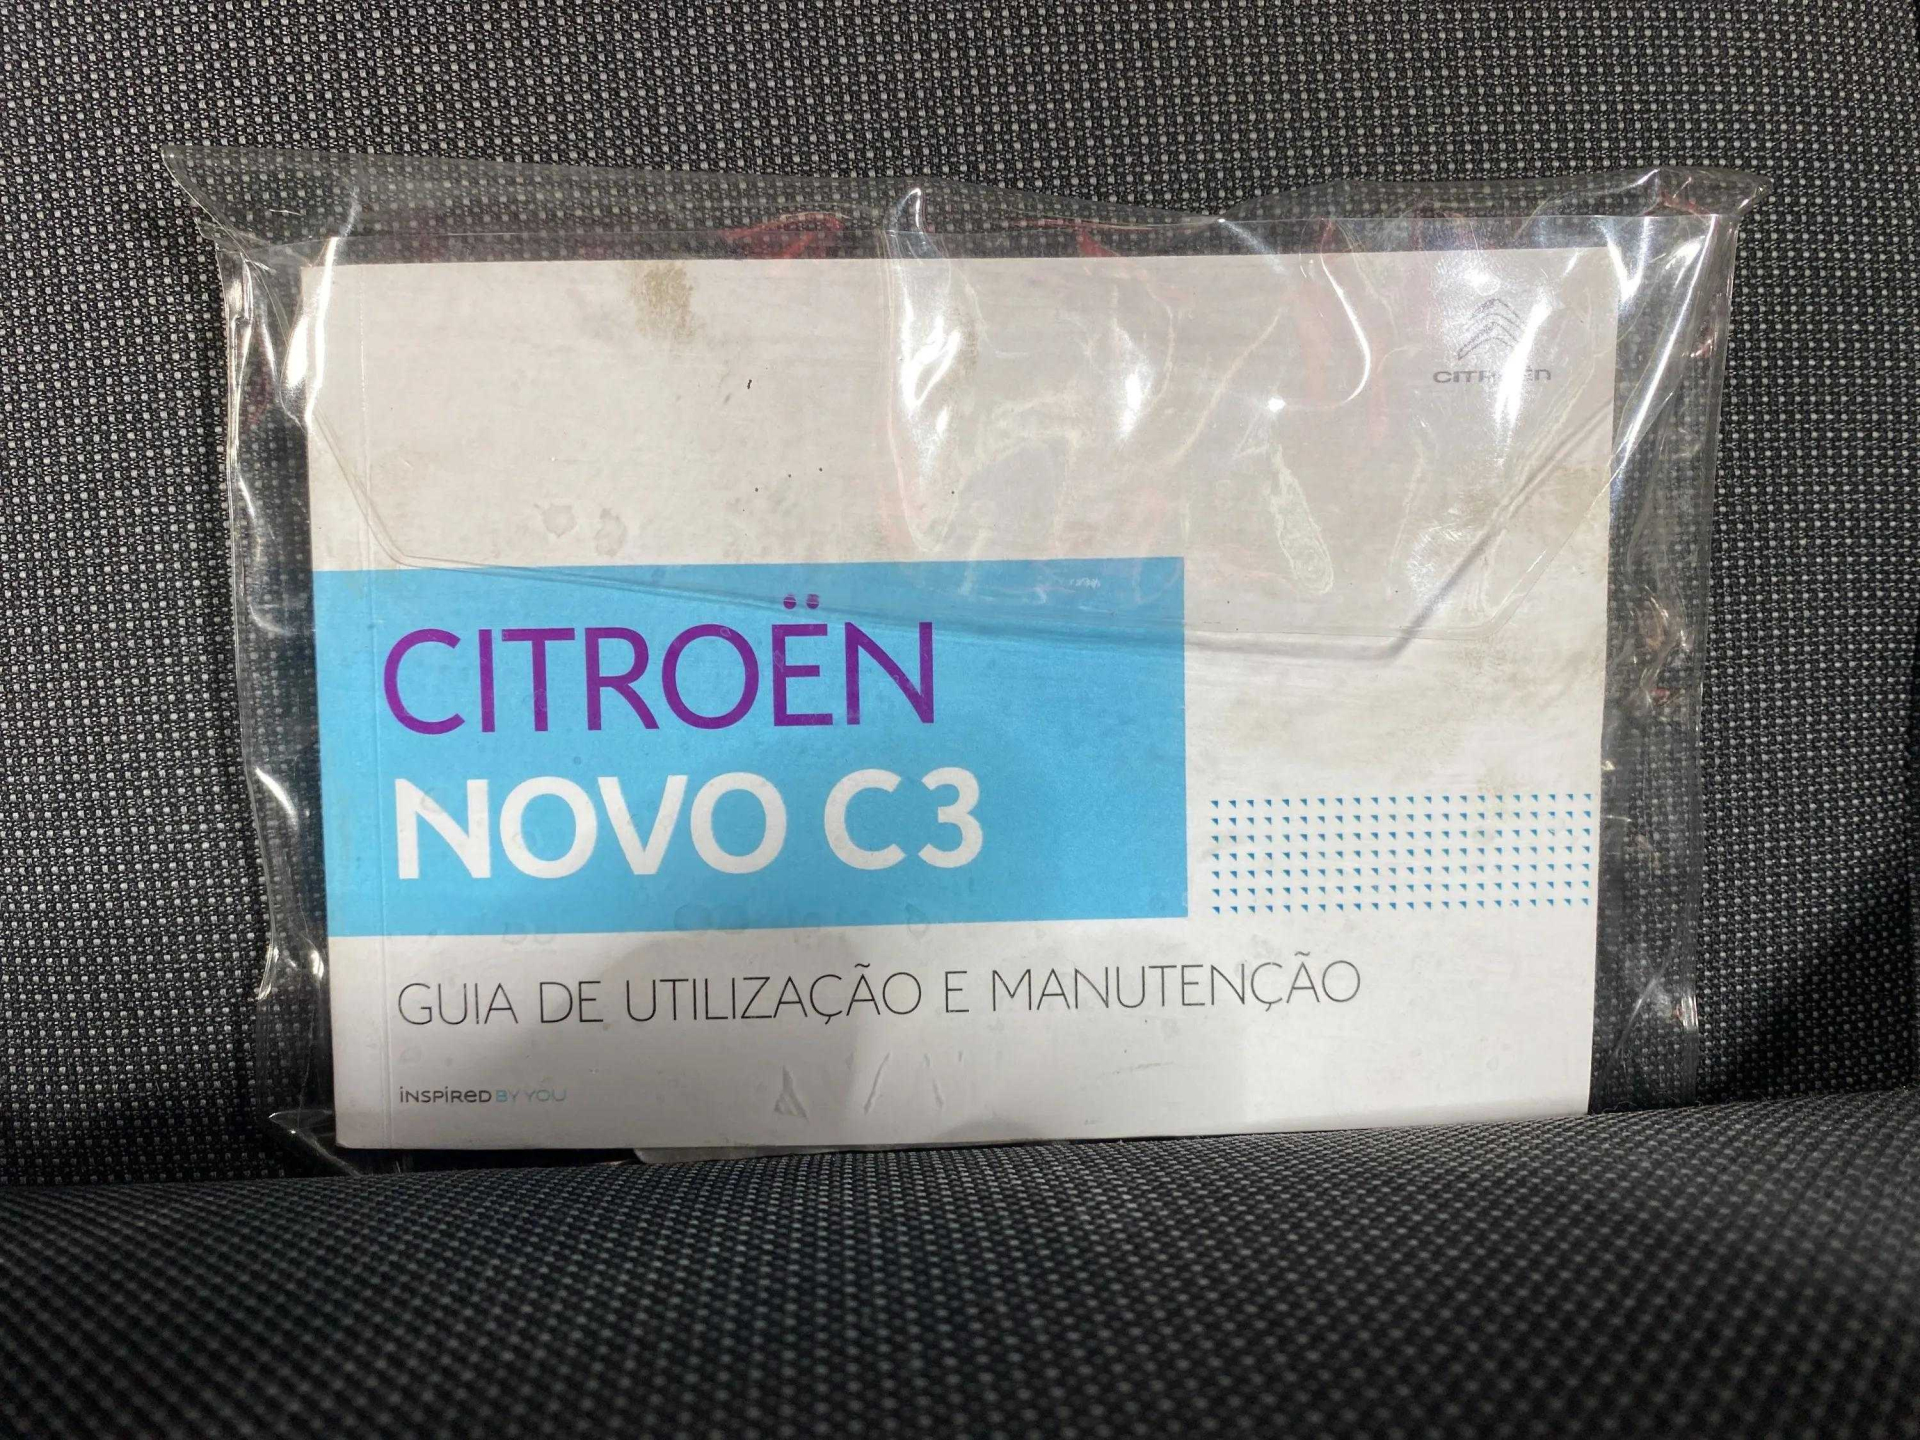 CITROËN
CITROËN
NOVO C3
GUIA DE UTILIZAÇÃO E MANUTENÇÃO
INSPIRED BY YOU